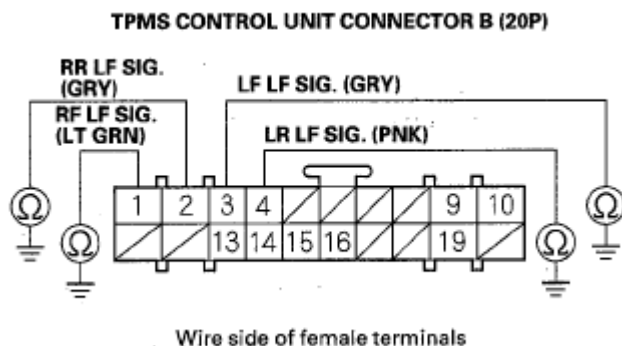 TPMS CONTROL UNIT CONNECTOR B (20P)
RR LF SIG.
(GRY)
RF LF SIG.
(LT GRN)
LF LF SIG. (GRY)
LR LF SIG. (PNK)
Ω Ω Ω Ω
1 2 3 4 9 10
13 14 15 16 19
Wire side of female terminals